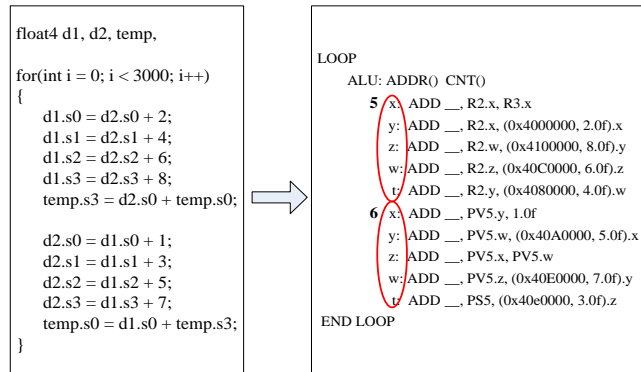 float4 d1, d2, temp,
for(int i = 0; i < 3000; i++)
{
d1.s0 = d2.s0 + 2;
d1.s1 = d2.s1 + 4;
d1.s2 = d2.s2 + 6;
d1.s3 = d2.s3 + 8;
temp.s3 = d2.s0 + temp.s0;
d2.s0 = d1.s0 + 1;
d2.s1 = d1.s1 + 3;
d2.s2 = d1.s2 + 5;
d2.s3 = d1.s3 + 7;
temp.s0 = d1.s0 + temp.s3;
}
LOOP
ALU: ADDR() CNT()
5 x: ADD __, R2.x, R3.x
y: ADD __, R2.x, (0x4000000, 2.0f).x
z: ADD __, R2.w, (0x4100000, 8.0f).y
w: ADD __, R2.z, (0x40C0000, 6.0f).z
t: ADD __, R2.y, (0x4080000, 4.0f).w
6 x: ADD __, PV5.y, 1.0f
y: ADD __, PV5.w, (0x40A0000, 5.0f).x
z: ADD __, PV5.x, PV5.w
w: ADD __, PV5.z, (0x40E0000, 7.0f).y
t: ADD __, PS5, (0x40e0000, 3.0f).z
END LOOP